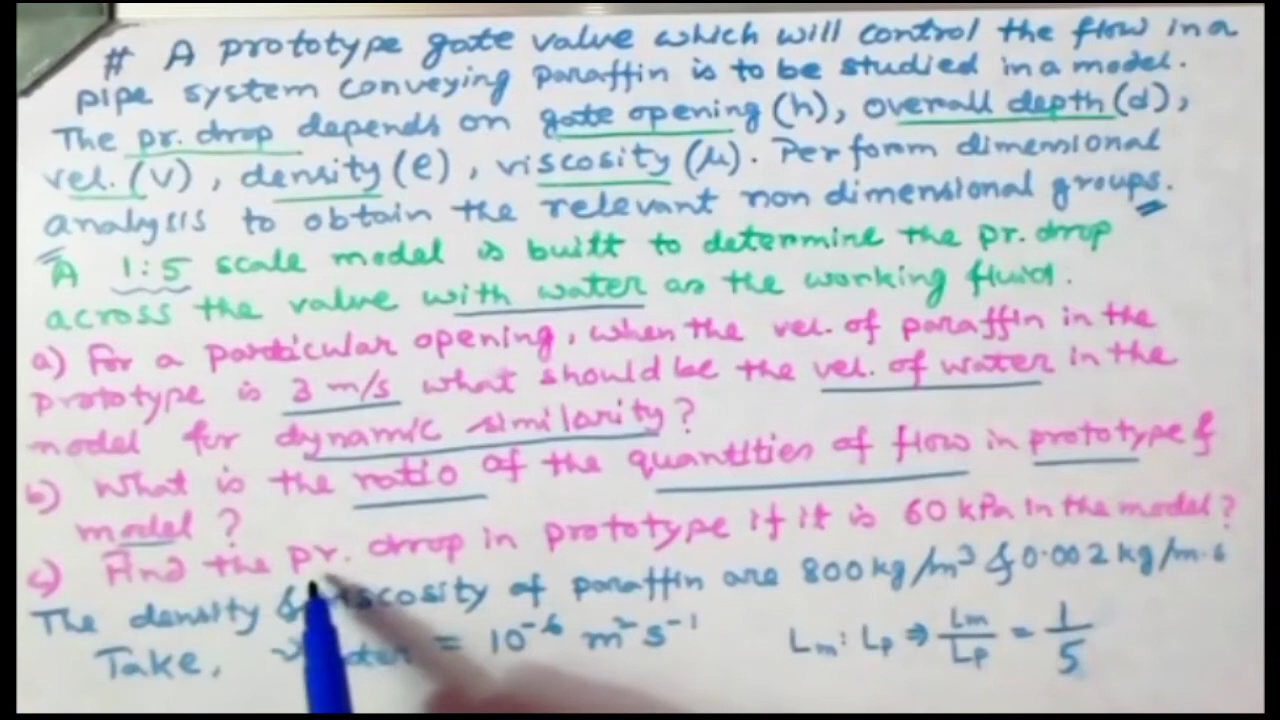 # A prototype gate value which will control the flow in a
pipe system conveying paraffin is to be studied in a model.
The pr. drop depends on gate opening (h), overall depth (d),
vel. (V), density (ρ), viscosity (μ). Perform dimensional
analysis to obtain the relevant non dimensional groups.
A 1:5 scale model is built to determine the pr. drop
across the value with water as the working fluid.
a) For a particular opening, when the vel. of paraffin in the
prototype is 3 m/s what should be the vel. of water in the
model for dynamic similarity?
b) What is the ratio of the quantities of flow in prototype &
model?
c) Find the pr. drop in prototype if it is 60 kPa in the model?
The density & viscosity of paraffin are 800 kg/m³ & 0.002 kg/m.s
Take, = 10⁻⁶ m² s⁻¹ Lm : Lp ⇒ Lm/Lp = 1/5